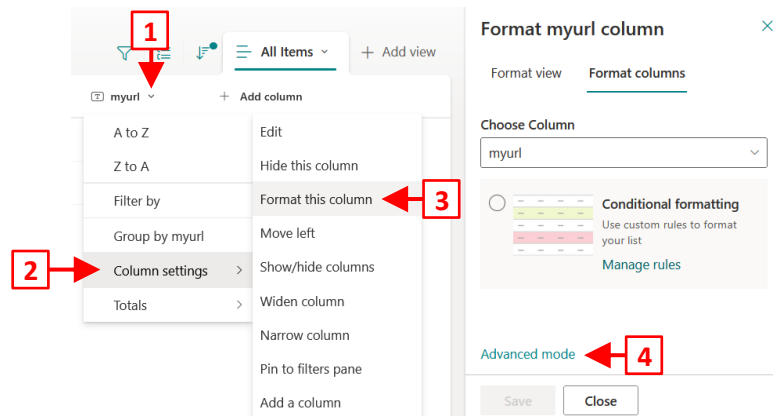 1
All Items
+ Add view
myurl
+ Add column
A to Z
Z to A
Filter by
Group by myurl
2
Column settings
Totals
Edit
Hide this column
Format this column
3
Move left
Show/hide columns
Widen column
Narrow column
Pin to filters pane
Add a column
Format myurl column
Format view
Format columns
Choose Column
myurl
Conditional formatting
Use custom rules to format
your list
Manage rules
Advanced mode
4
Save
Close